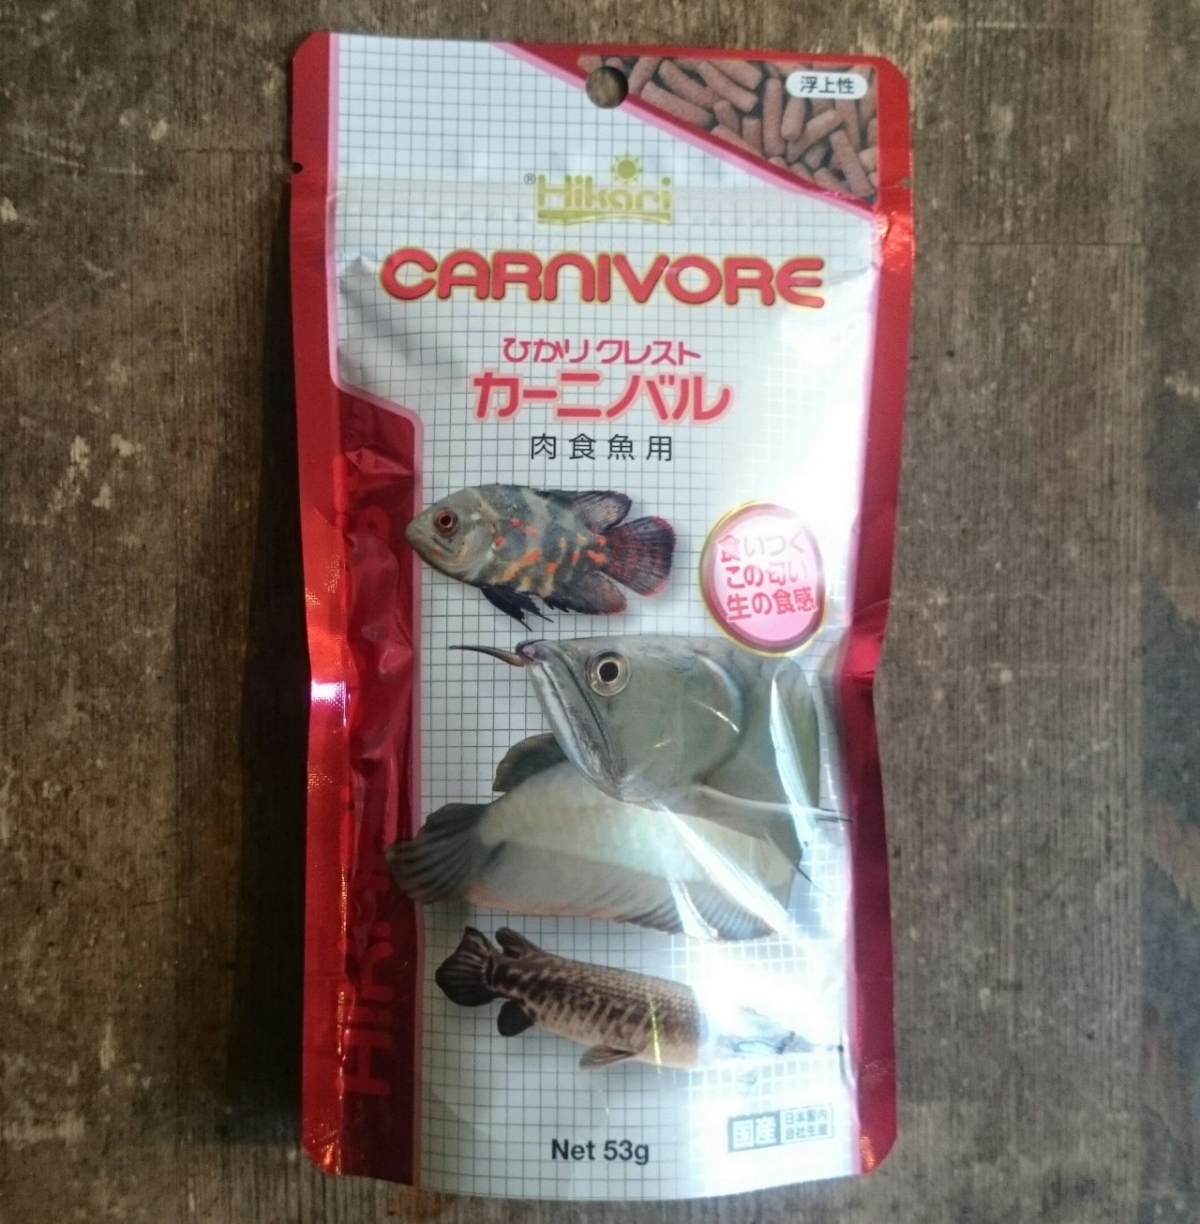 浮上性
®Hikari
CARNIVORE
ひかりクレスト
カーニバル
肉食魚用
食いつく
この匂い
生の食感
HIKARI
国産
日本国内
自社生産
Net 53g